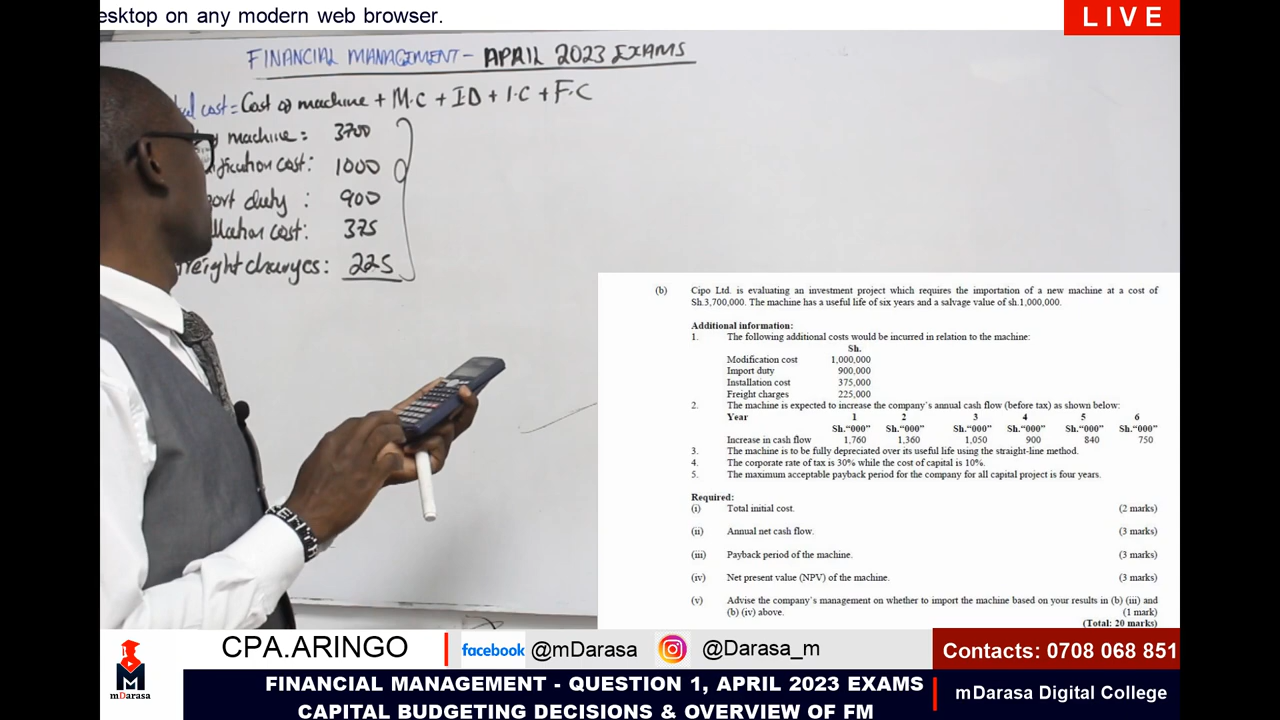 esktop on any modern web browser.
LIVE
FINANCIAL MANAGEMENT - APRIL 2023 EXAMS
cost = Cost of machine + M.C + I.D + I.C + F.C
machine: 3700
fication cost: 1000
port duty : 900
llation cost: 375
reight charges: 225
(b) Cipo Ltd. is evaluating an investment project which requires the importation of a new machine at a cost of
Sh.3,700,000. The machine has a useful life of six years and a salvage value of sh.1,000,000.
Additional information:
1. The following additional costs would be incurred in relation to the machine:
Sh.
Modification cost 1,000,000
Import duty 900,000
Installation cost 375,000
Freight charges 225,000
2. The machine is expected to increase the company's annual cash flow (before tax) as shown below:
Year 1 2 3 4 5 6
Sh."000" Sh."000" Sh."000" Sh."000" Sh."000" Sh."000"
Increase in cash flow 1,760 1,360 1,050 900 840 750
3. The machine is to be fully depreciated over its useful life using the straight-line method.
4. The corporate rate of tax is 30% while the cost of capital is 10%.
5. The maximum acceptable payback period for the company for all capital project is four years.
Required:
(i) Total initial cost. (2 marks)
(ii) Annual net cash flow. (3 marks)
(iii) Payback period of the machine. (3 marks)
(iv) Net present value (NPV) of the machine. (3 marks)
(v) Advise the company's management on whether to import the machine based on your results in (b) (iii) and
(b) (iv) above. (1 mark)
(Total: 20 marks)
mDarasa
CPA.ARINGO
facebook @mDarasa
@Darasa_m
Contacts: 0708 068 851
FINANCIAL MANAGEMENT - QUESTION 1, APRIL 2023 EXAMS
CAPITAL BUDGETING DECISIONS & OVERVIEW OF FM
mDarasa Digital College